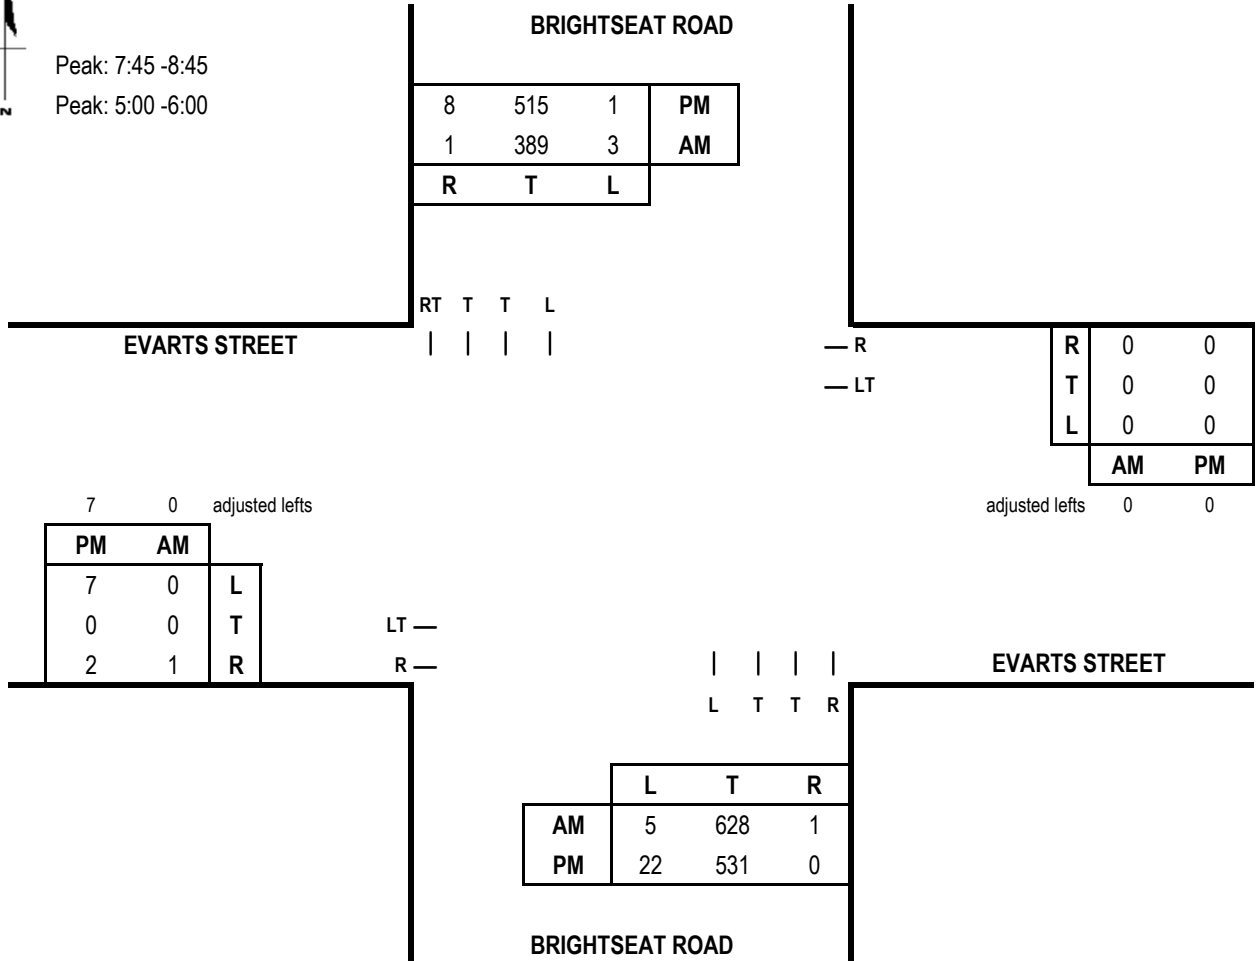 BRIGHTSEAT ROAD
Peak: 7:45 -8:45
Peak: 5:00 -6:00
N
8 515 1 PM
1 389 3 AM
R T L
RT T T L
EVARTS STREET
R
LT
R 0 0
T 0 0
L 0 0
AM PM
adjusted lefts 0 0
7 0 adjusted lefts
PM AM
7 0 L
0 0 T
2 1 R
LT
R
EVARTS STREET
L T T R
L T R
AM 5 628 1
PM 22 531 0
BRIGHTSEAT ROAD